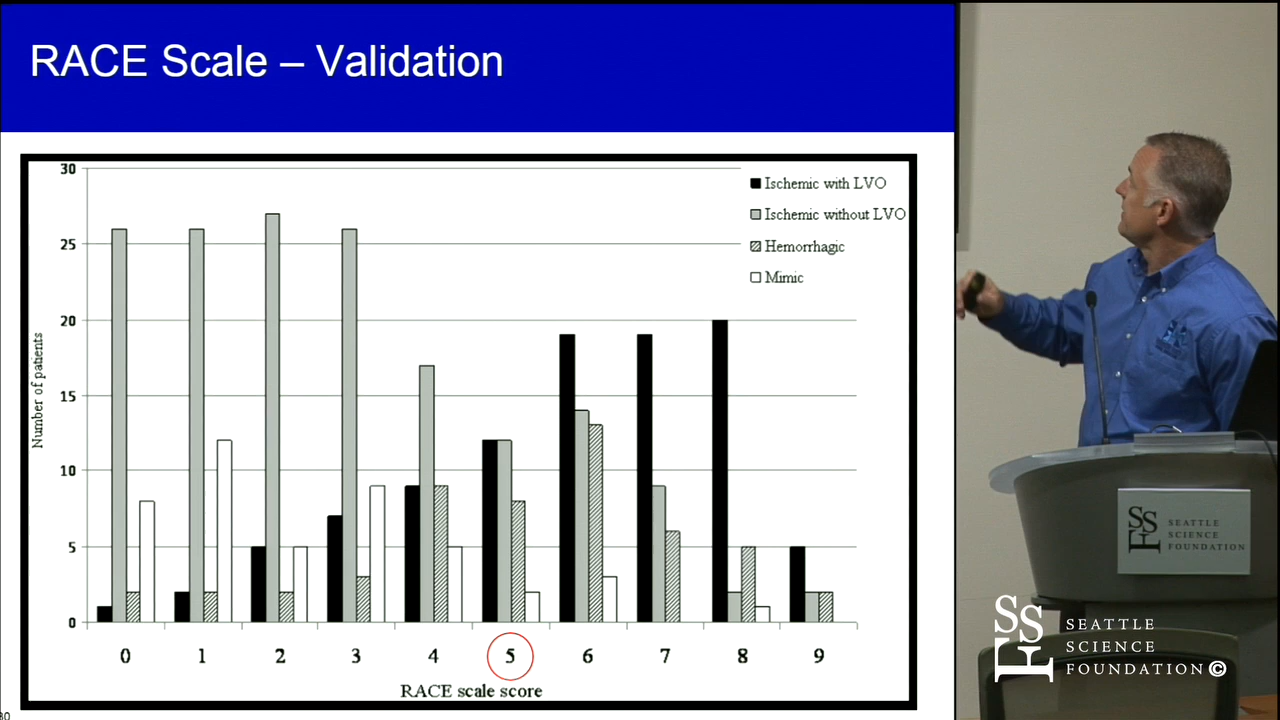 RACE Scale – Validation
30
25
20
15
10
5
0
Number of patients
Ischemic with LVO
Ischemic without LVO
Hemorrhagic
Mimic
0 1 2 3 4 5 6 7 8 9
RACE scale score
SSF
SEATTLE
SCIENCE
FOUNDATION
SSF
SEATTLE
SCIENCE
FOUNDATION©